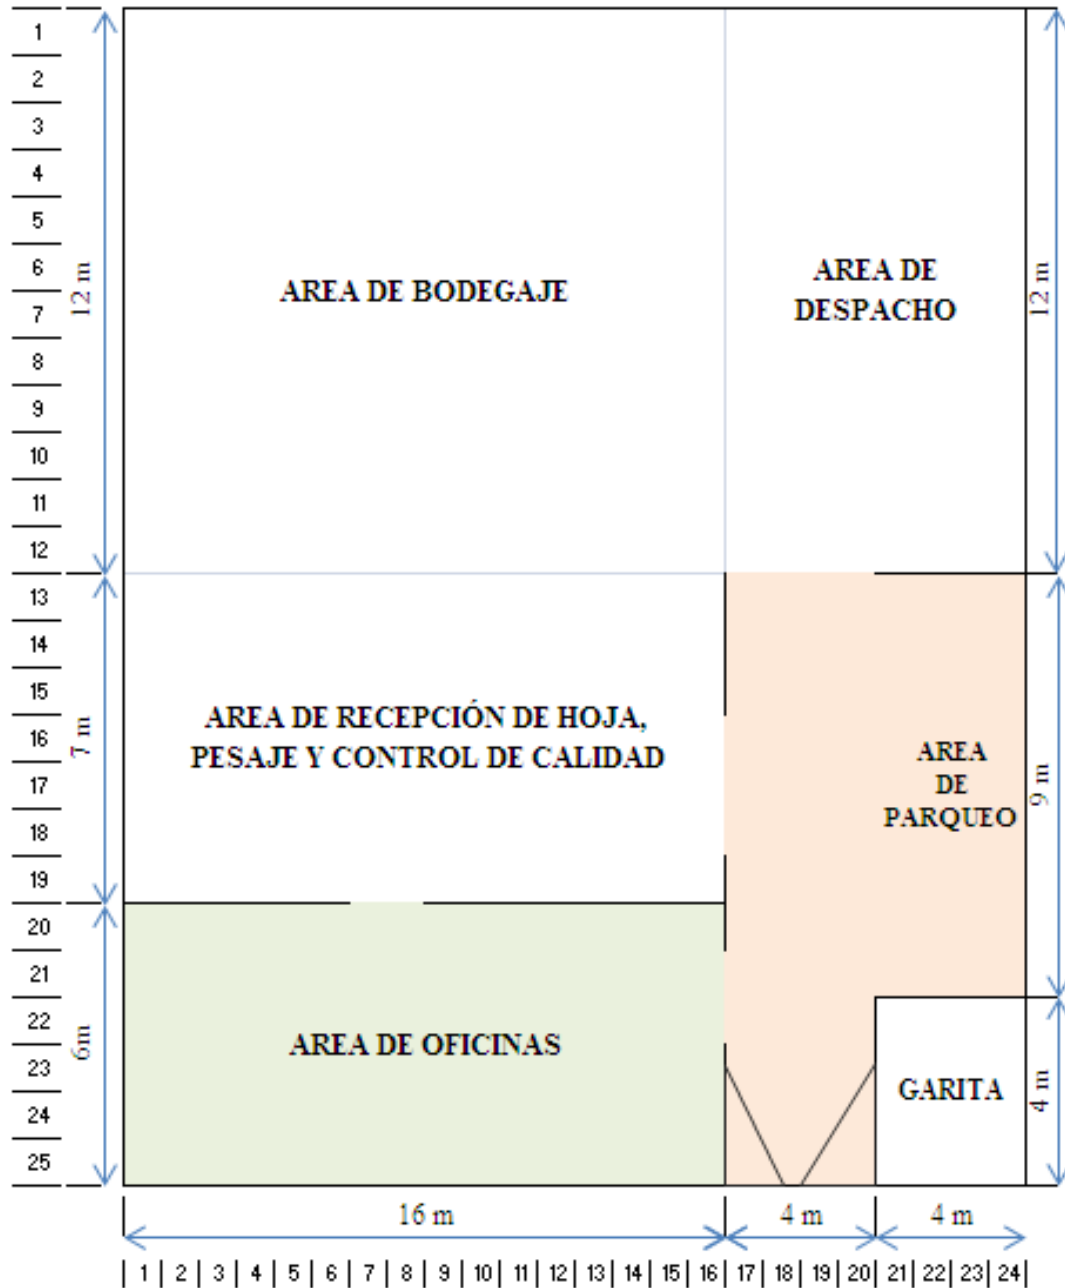 1
2
3
4
5
6
7
8
9
10
11
12
13
14
15
16
17
18
19
20
21
22
23
24
25
12 m
7 m
6m
AREA DE BODEGAJE
AREA DE
DESPACHO
12 m
AREA DE RECEPCIÓN DE HOJA,
PESAJE Y CONTROL DE CALIDAD
AREA
DE
PARQUEO
9 m
AREA DE OFICINAS
GARITA
4 m
16 m
4 m
4 m
1 2 3 4 5 6 7 8 9 10 11 12 13 14 15 16 17 18 19 20 21 22 23 24